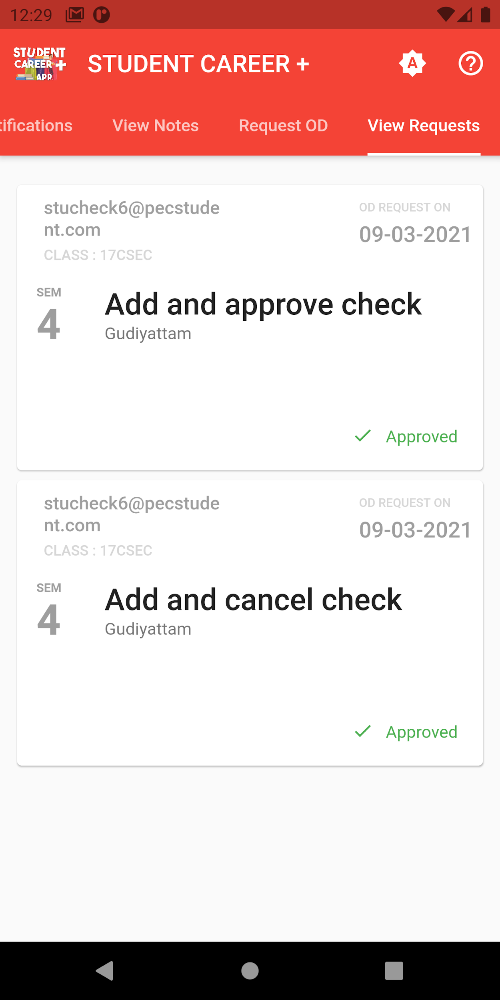 12:29
STUDENT
CAREER +
APP
STUDENT CAREER +
A
?
tifications
View Notes
Request OD
View Requests
stucheck6@pecstude
nt.com
CLASS : 17CSEC
OD REQUEST ON
09-03-2021
SEM
4
Add and approve check
Gudiyattam
Approved
stucheck6@pecstude
nt.com
CLASS : 17CSEC
OD REQUEST ON
09-03-2021
SEM
4
Add and cancel check
Gudiyattam
Approved